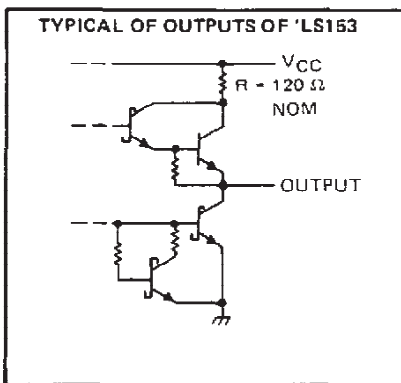 TYPICAL OF OUTPUTS OF 'LS153
VCC
R = 120 Ω
NOM
OUTPUT